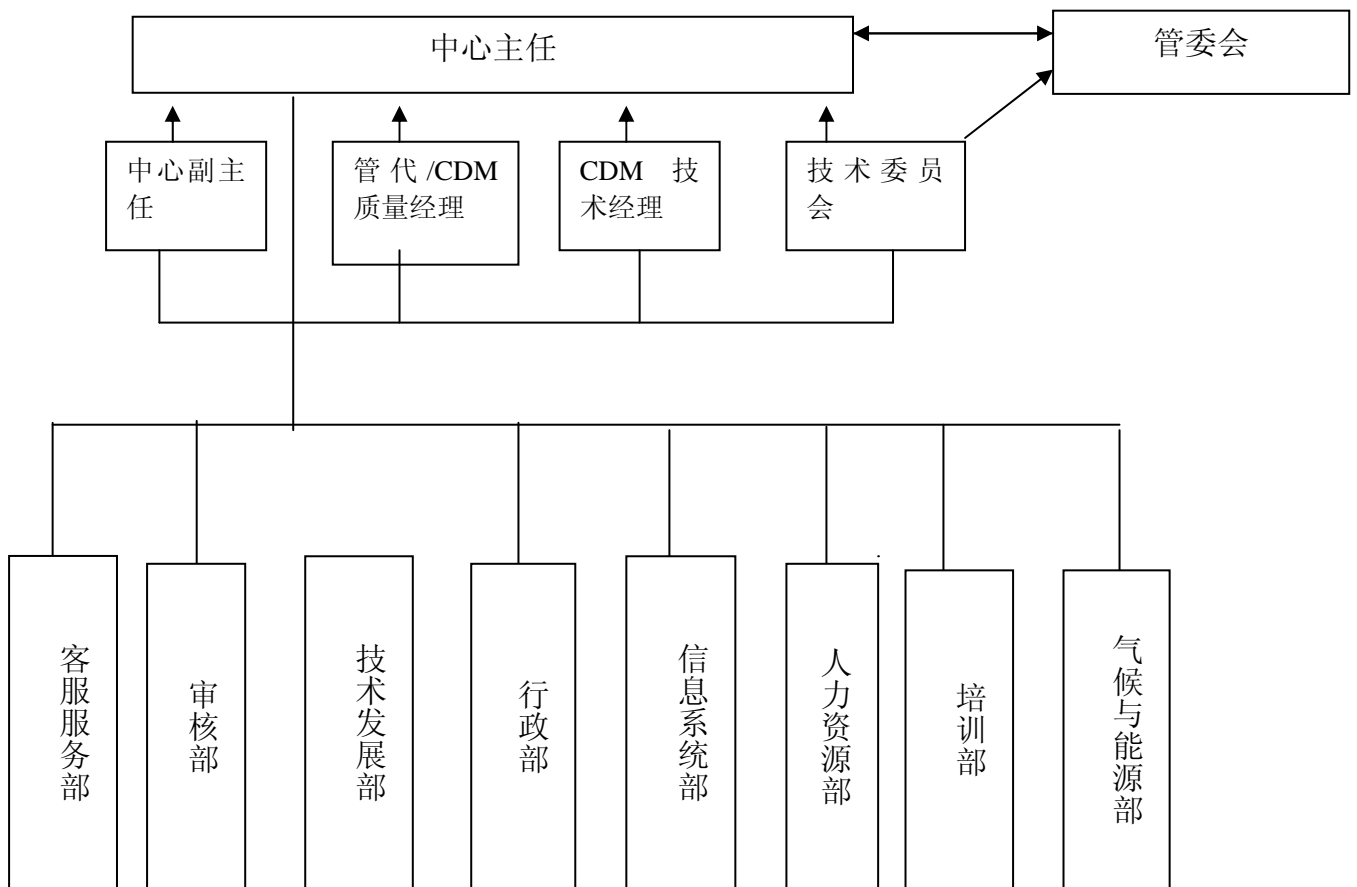 中心主任
管委会
中心副主
任
管代/CDM
质量经理
CDM 技
术经理
技术委员
会
客服服务部
审核部
技术发展部
行政部
信息系统部
人力资源部
培训部
气候与能源部